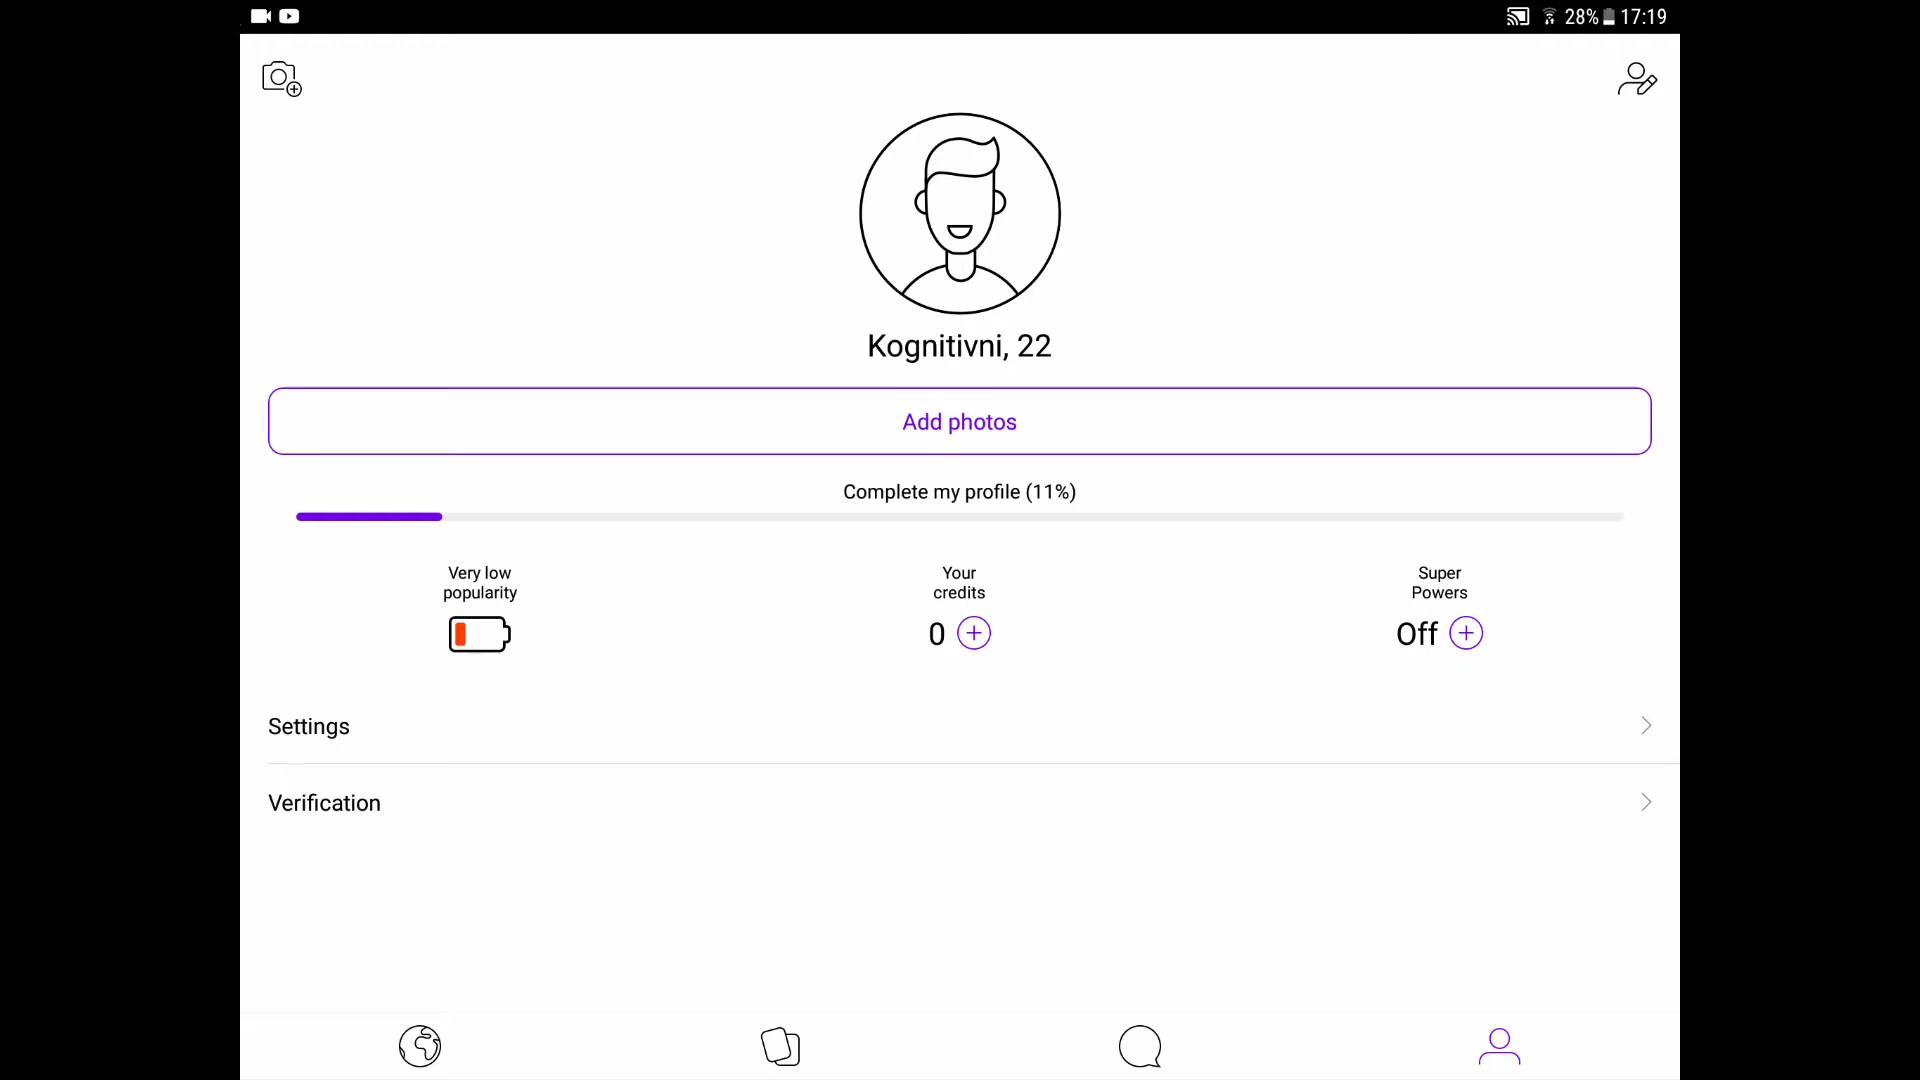 28% 17:19
Kognitivni, 22
Add photos
Complete my profile (11%)
Very low
popularity
Your
credits
0
Super
Powers
Off
Settings
Verification